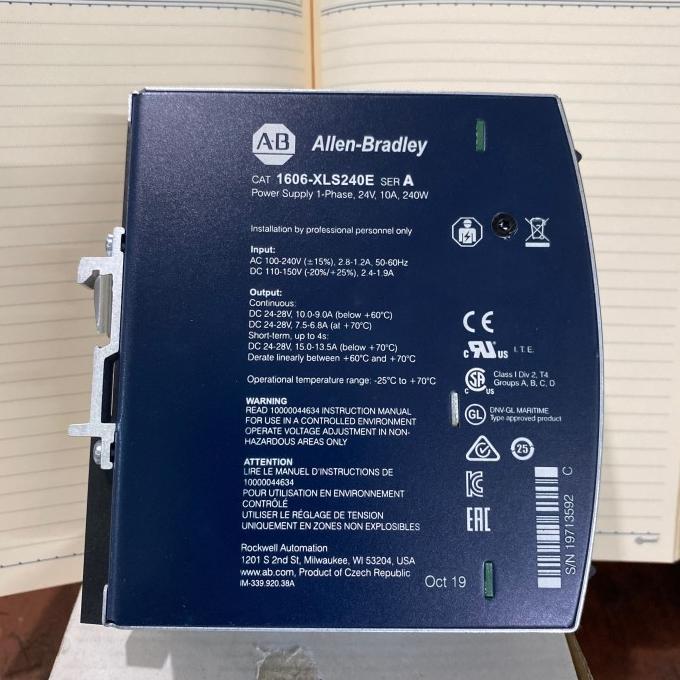 A·B Allen-Bradley
CAT 1606-XLS240E SER A
Power Supply 1-Phase, 24V, 10A, 240W
Installation by professional personnel only
Input:
AC 100-240V (±15%), 2.8-1.2A, 50-60Hz
DC 110-150V (-20%/+25%), 2.4-1.9A
Output:
Continuous:
DC 24-28V, 10.0-9.0A (below +60°C)
DC 24-28V, 7.5-6.8A (at +70°C)
Short-term, up to 4s:
DC 24-28V, 15.0-13.5A (below +70°C)
Derate linearly between +60°C and +70°C
Operational temperature range: -25°C to +70°C
WARNING
READ 10000044634 INSTRUCTION MANUAL
FOR USE IN A CONTROLLED ENVIRONMENT
OPERATE VOLTAGE ADJUSTMENT IN NON-
HAZARDOUS AREAS ONLY
ATTENTION
LIRE LE MANUEL D'INSTRUCTIONS DE
10000044634
POUR UTILISATION EN ENVIRONNEMENT
CONTRÔLÉ
UTILISER LE RÉGLAGE DE TENSION
UNIQUEMENT EN ZONES NON EXPLOSIBLES
Rockwell Automation
1201 S 2nd St, Milwaukee, WI 53204, USA
www.ab.com, Product of Czech Republic
IM-339.920.38A
Oct 19
CE
c UL US I.T.E.
c SA US Class I Div 2, T4
Groups A, B, C, D
GL DNV-GL MARITIME
Type approved product
25
EAC
S/N 19713592 C